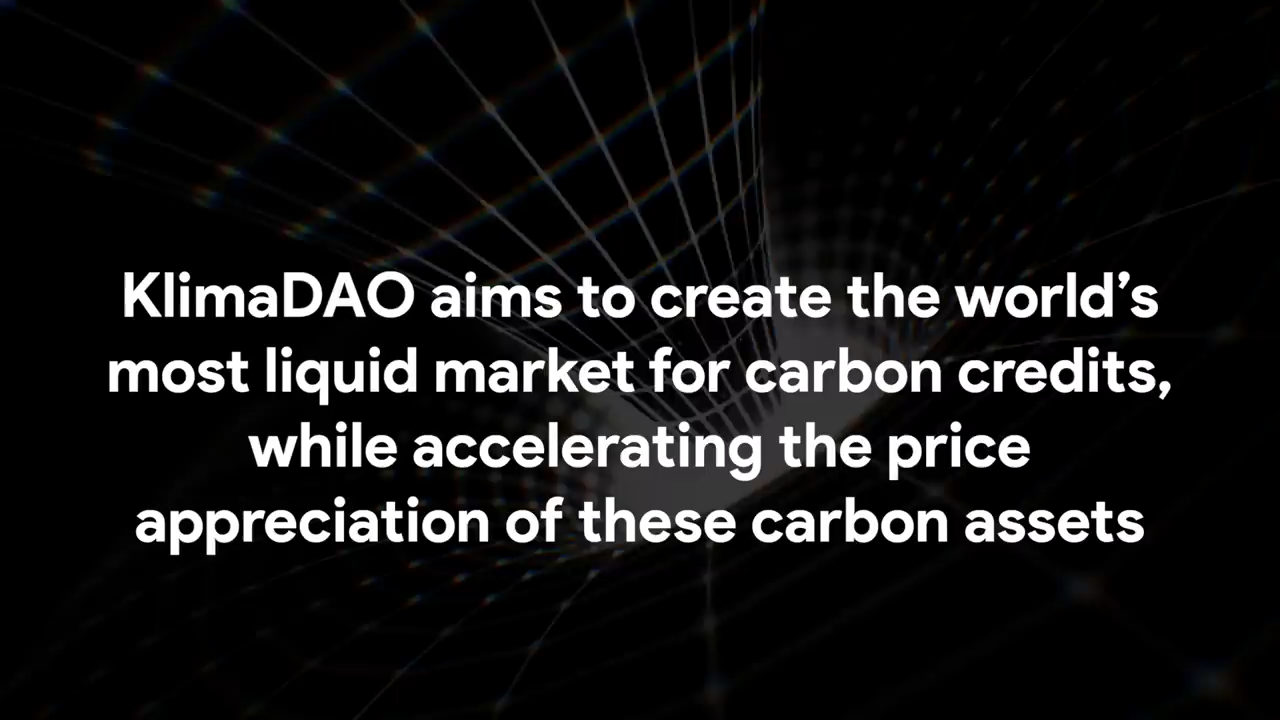 KlimaDAO aims to create the world’s
most liquid market for carbon credits,
while accelerating the price
appreciation of these carbon assets